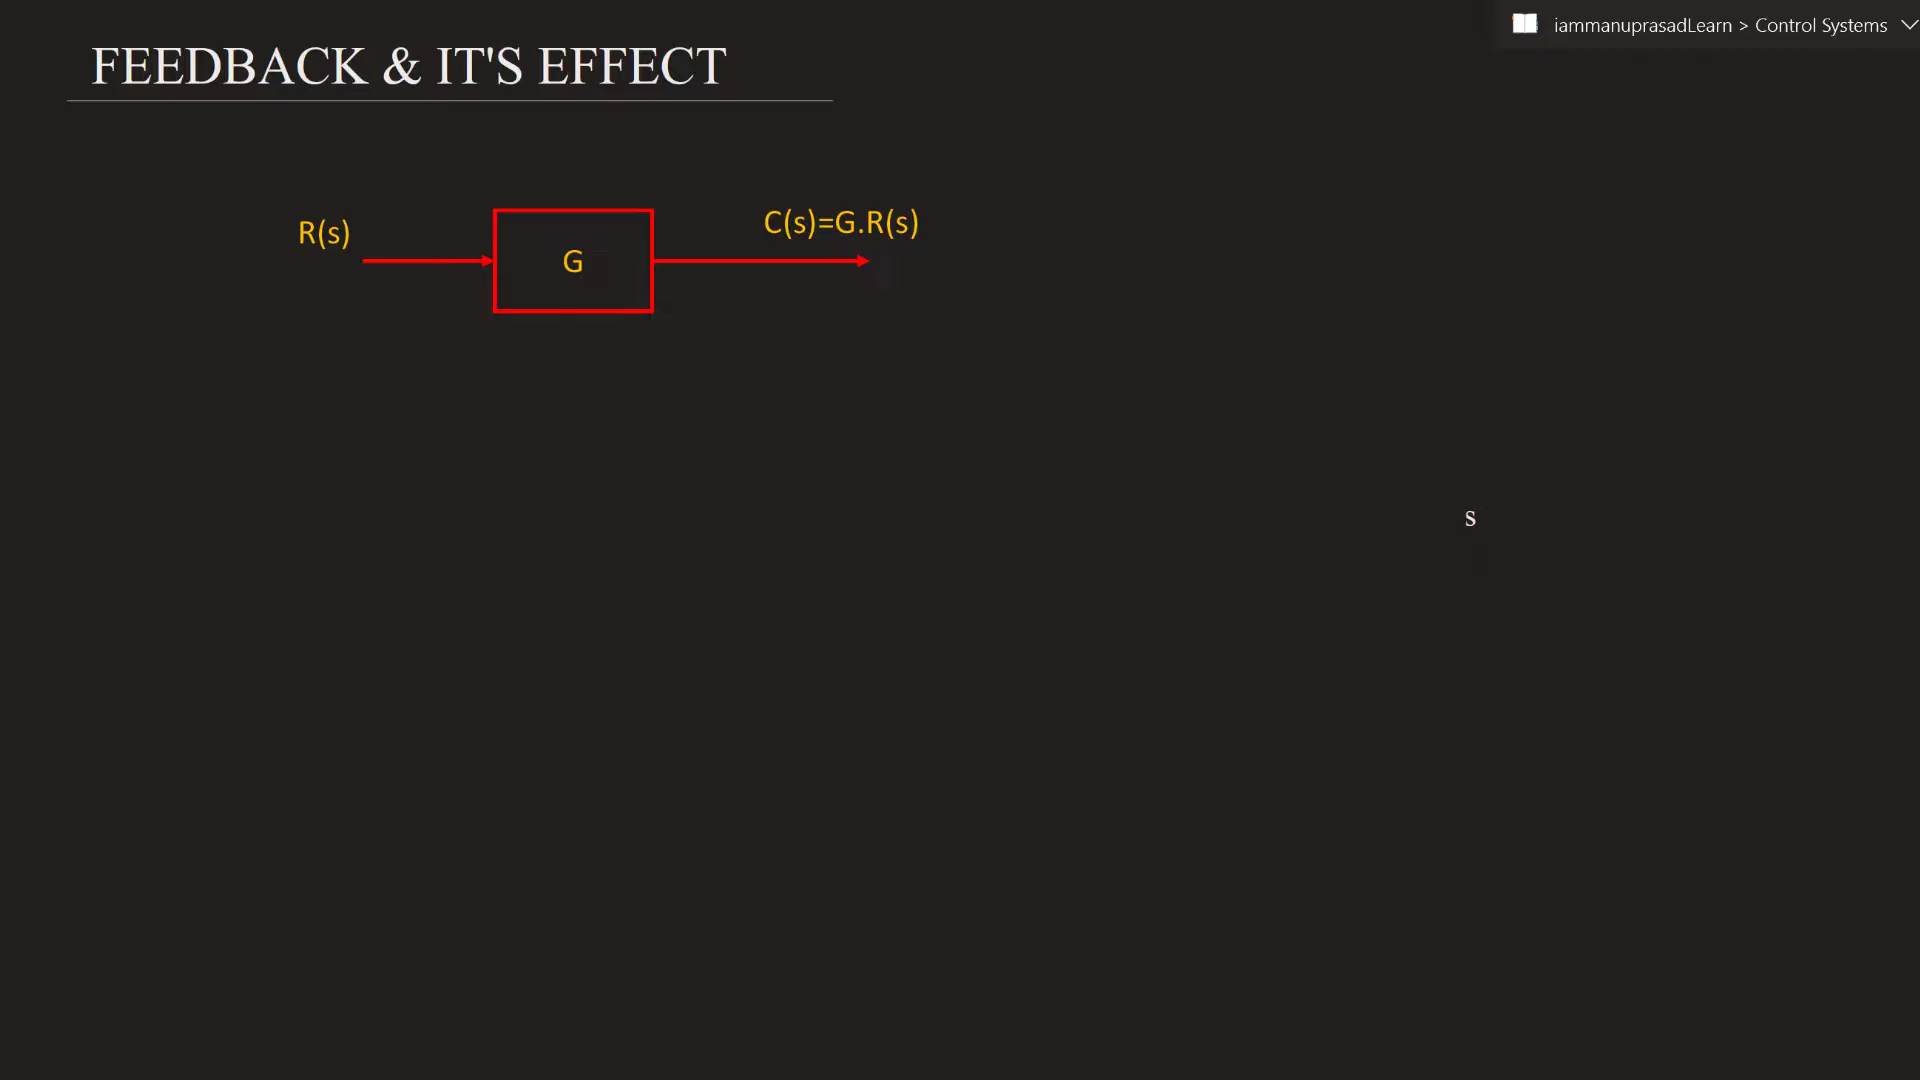 iammanuprasadLearn > Control Systems
FEEDBACK & IT'S EFFECT
R(s)
G
C(s)=G.R(s)
s